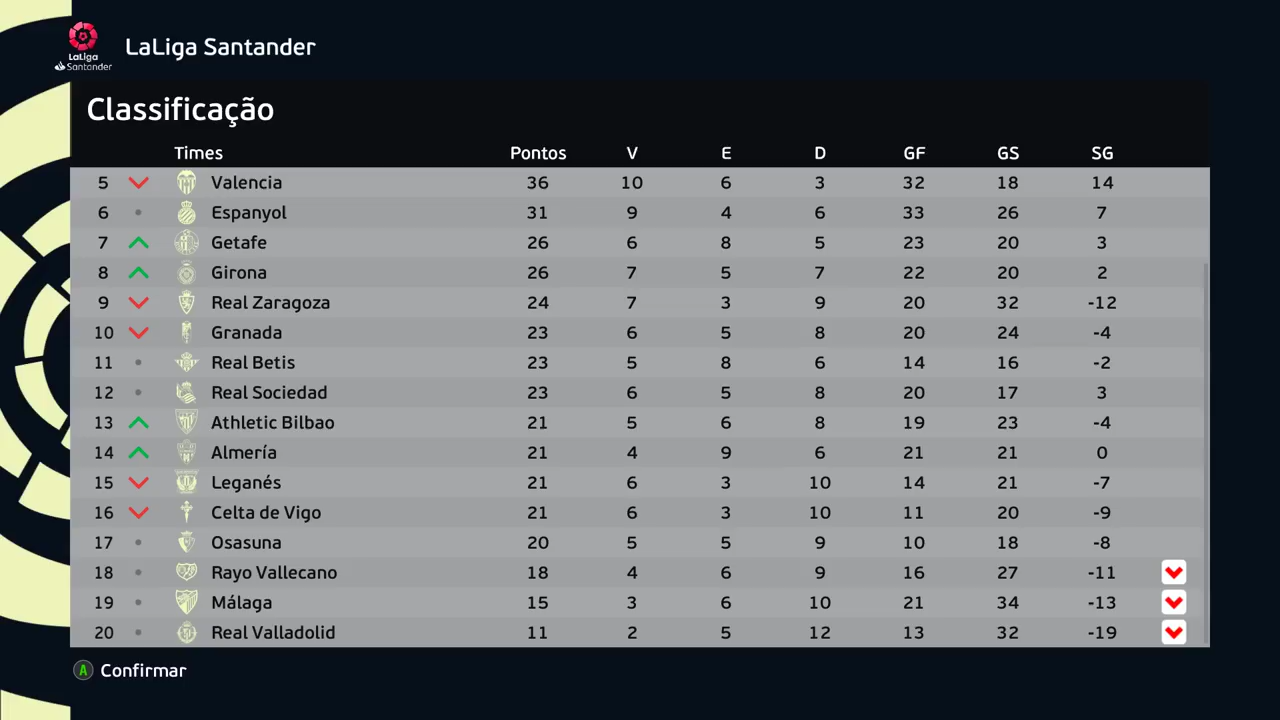 LaLiga Santander
LaLiga
Santander
Classificação
Times Pontos V E D GF GS SG
5 Valencia 36 10 6 3 32 18 14
6 Espanyol 31 9 4 6 33 26 7
7 Getafe 26 6 8 5 23 20 3
8 Girona 26 7 5 7 22 20 2
9 Real Zaragoza 24 7 3 9 20 32 -12
10 Granada 23 6 5 8 20 24 -4
11 Real Betis 23 5 8 6 14 16 -2
12 Real Sociedad 23 6 5 8 20 17 3
13 Athletic Bilbao 21 5 6 8 19 23 -4
14 Almería 21 4 9 6 21 21 0
15 Leganés 21 6 3 10 14 21 -7
16 Celta de Vigo 21 6 3 10 11 20 -9
17 Osasuna 20 5 5 9 10 18 -8
18 Rayo Vallecano 18 4 6 9 16 27 -11
19 Málaga 15 3 6 10 21 34 -13
20 Real Valladolid 11 2 5 12 13 32 -19
A Confirmar